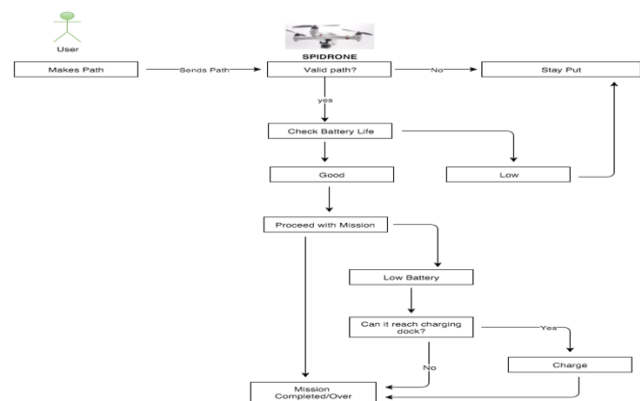 User
SPIDRONE
Makes Path
Sends Path
Valid path?
No
Stay Put
yes
Check Battery Life
Good
Low
Proceed with Mission
Low Battery
Can it reach charging
dock?
Yes
No
Charge
Mission
Completed/Over